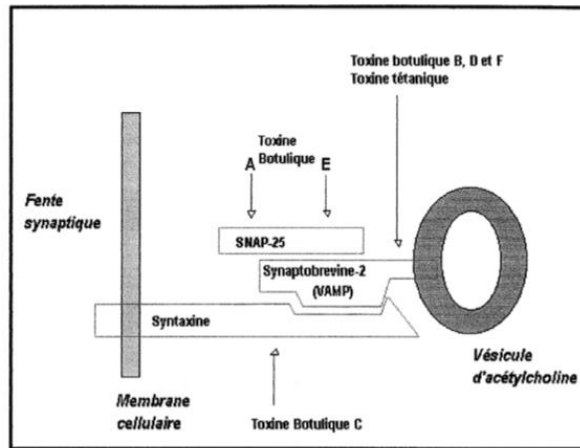 Toxine botulique B, D et F
Toxine tétanique
Toxine
Botulique
A
E
Fente
synaptique
SNAP-25
Synaptobrevine-2
(VAMP)
Syntaxine
Vésicule
d'acétylcholine
Membrane
cellulaire
Toxine Botulique C